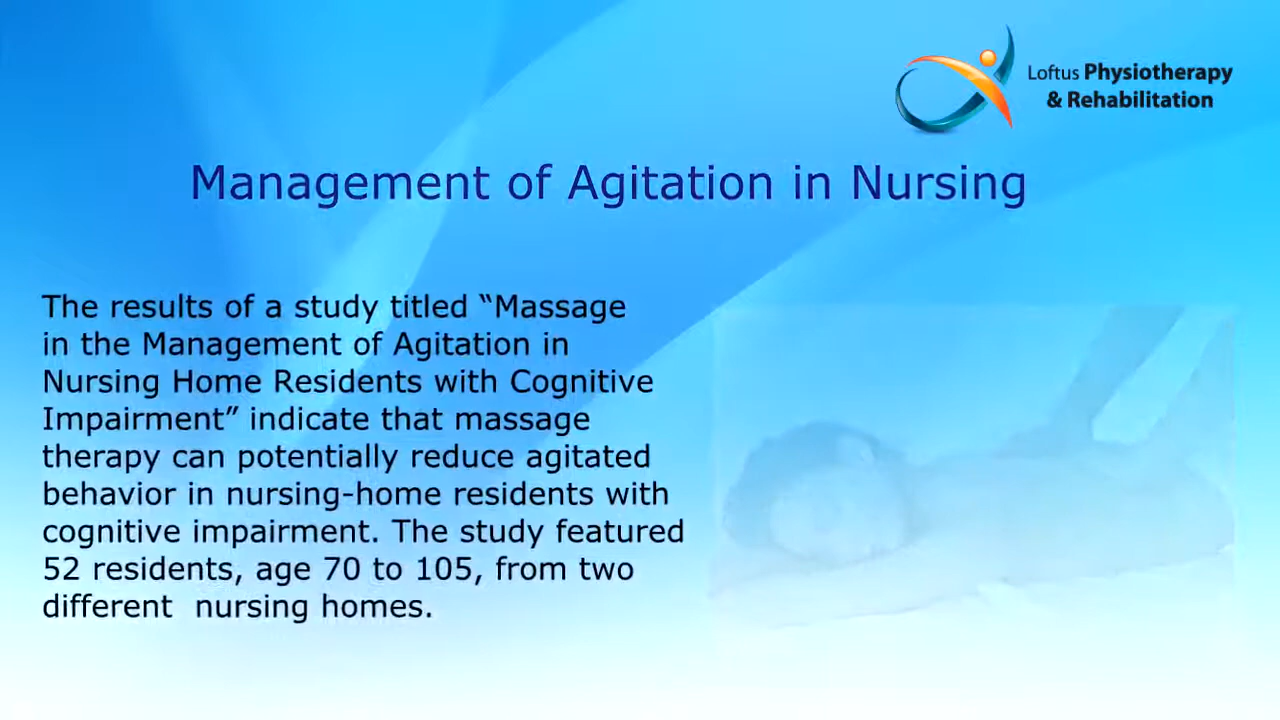 Loftus Physiotherapy
& Rehabilitation
Management of Agitation in Nursing
The results of a study titled “Massage
in the Management of Agitation in
Nursing Home Residents with Cognitive
Impairment” indicate that massage
therapy can potentially reduce agitated
behavior in nursing-home residents with
cognitive impairment. The study featured
52 residents, age 70 to 105, from two
different  nursing homes.